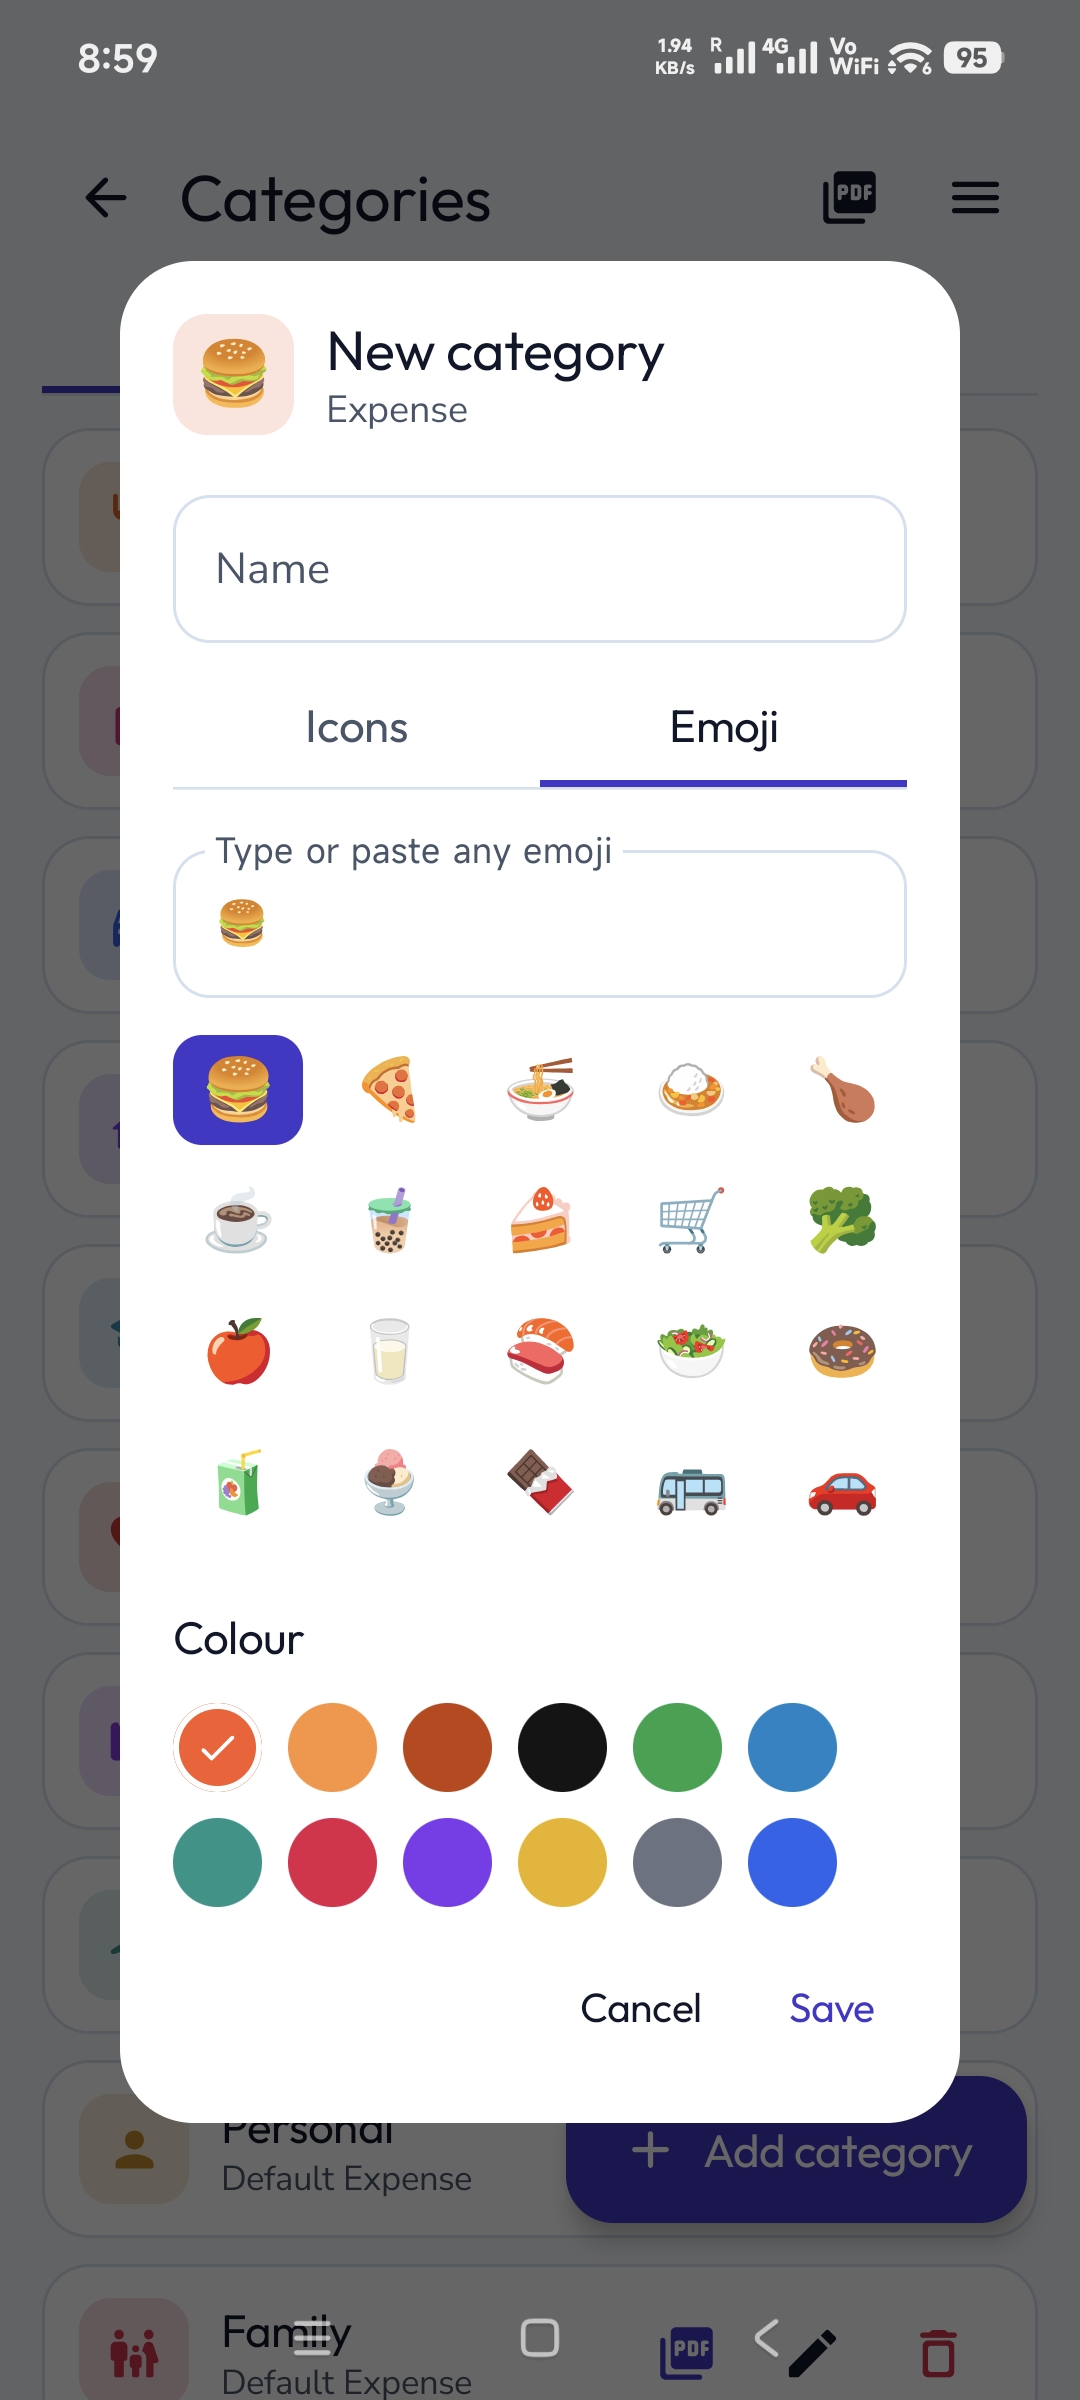 8:59
1.94 KB/s R 4G Vo WiFi 6 95
Categories
PDF
New category
Expense
Name
Icons
Emoji
Type or paste any emoji
Colour
Cancel
Save
Personal
Default Expense
Add category
Family
Default Expense
PDF